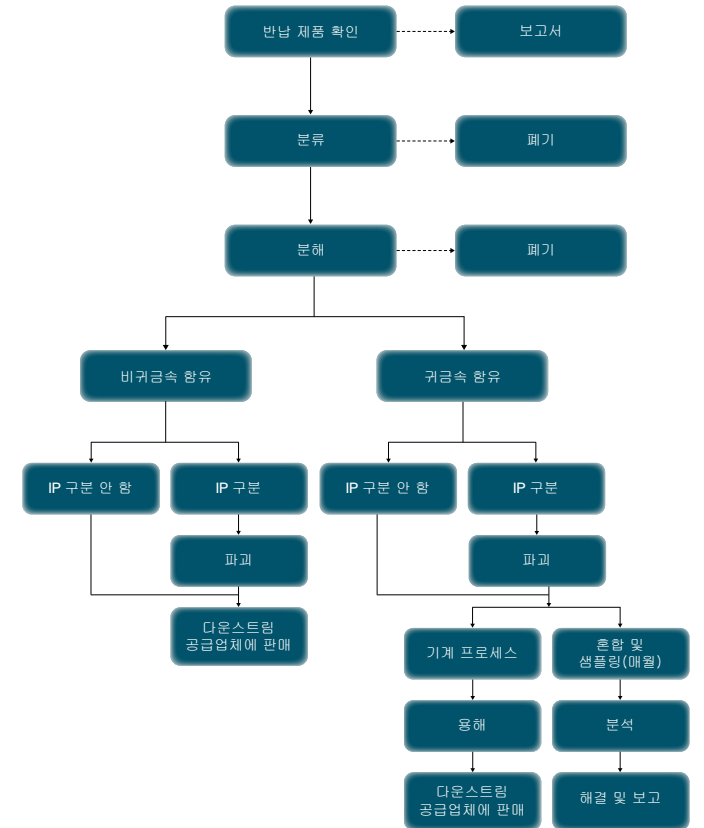 반납 제품 확인
보고서
분류
폐기
분해
폐기
비귀금속 함유
귀금속 함유
IP 구분 안 함
IP 구분
IP 구분 안 함
IP 구분
파괴
파괴
다운스트림
공급업체에 판매
기계 프로세스
혼합 및
샘플링(매월)
용해
분석
다운스트림
공급업체에 판매
해결 및 보고